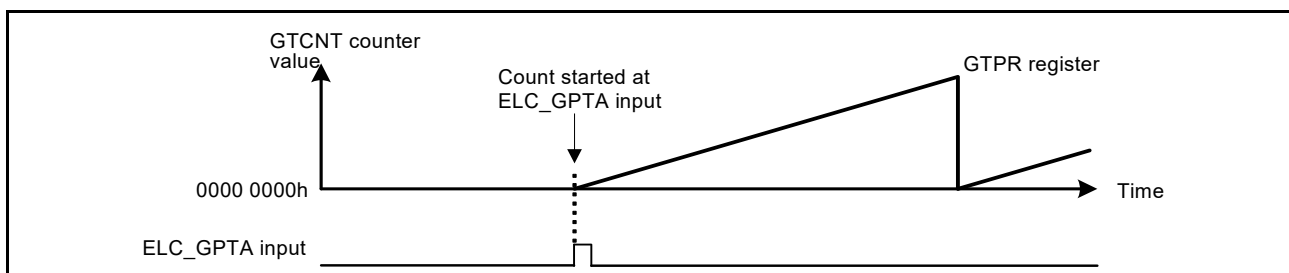 GTCNT counter
value
Count started at
ELC_GPTA input
GTPR register
0000 0000h
Time
ELC_GPTA input